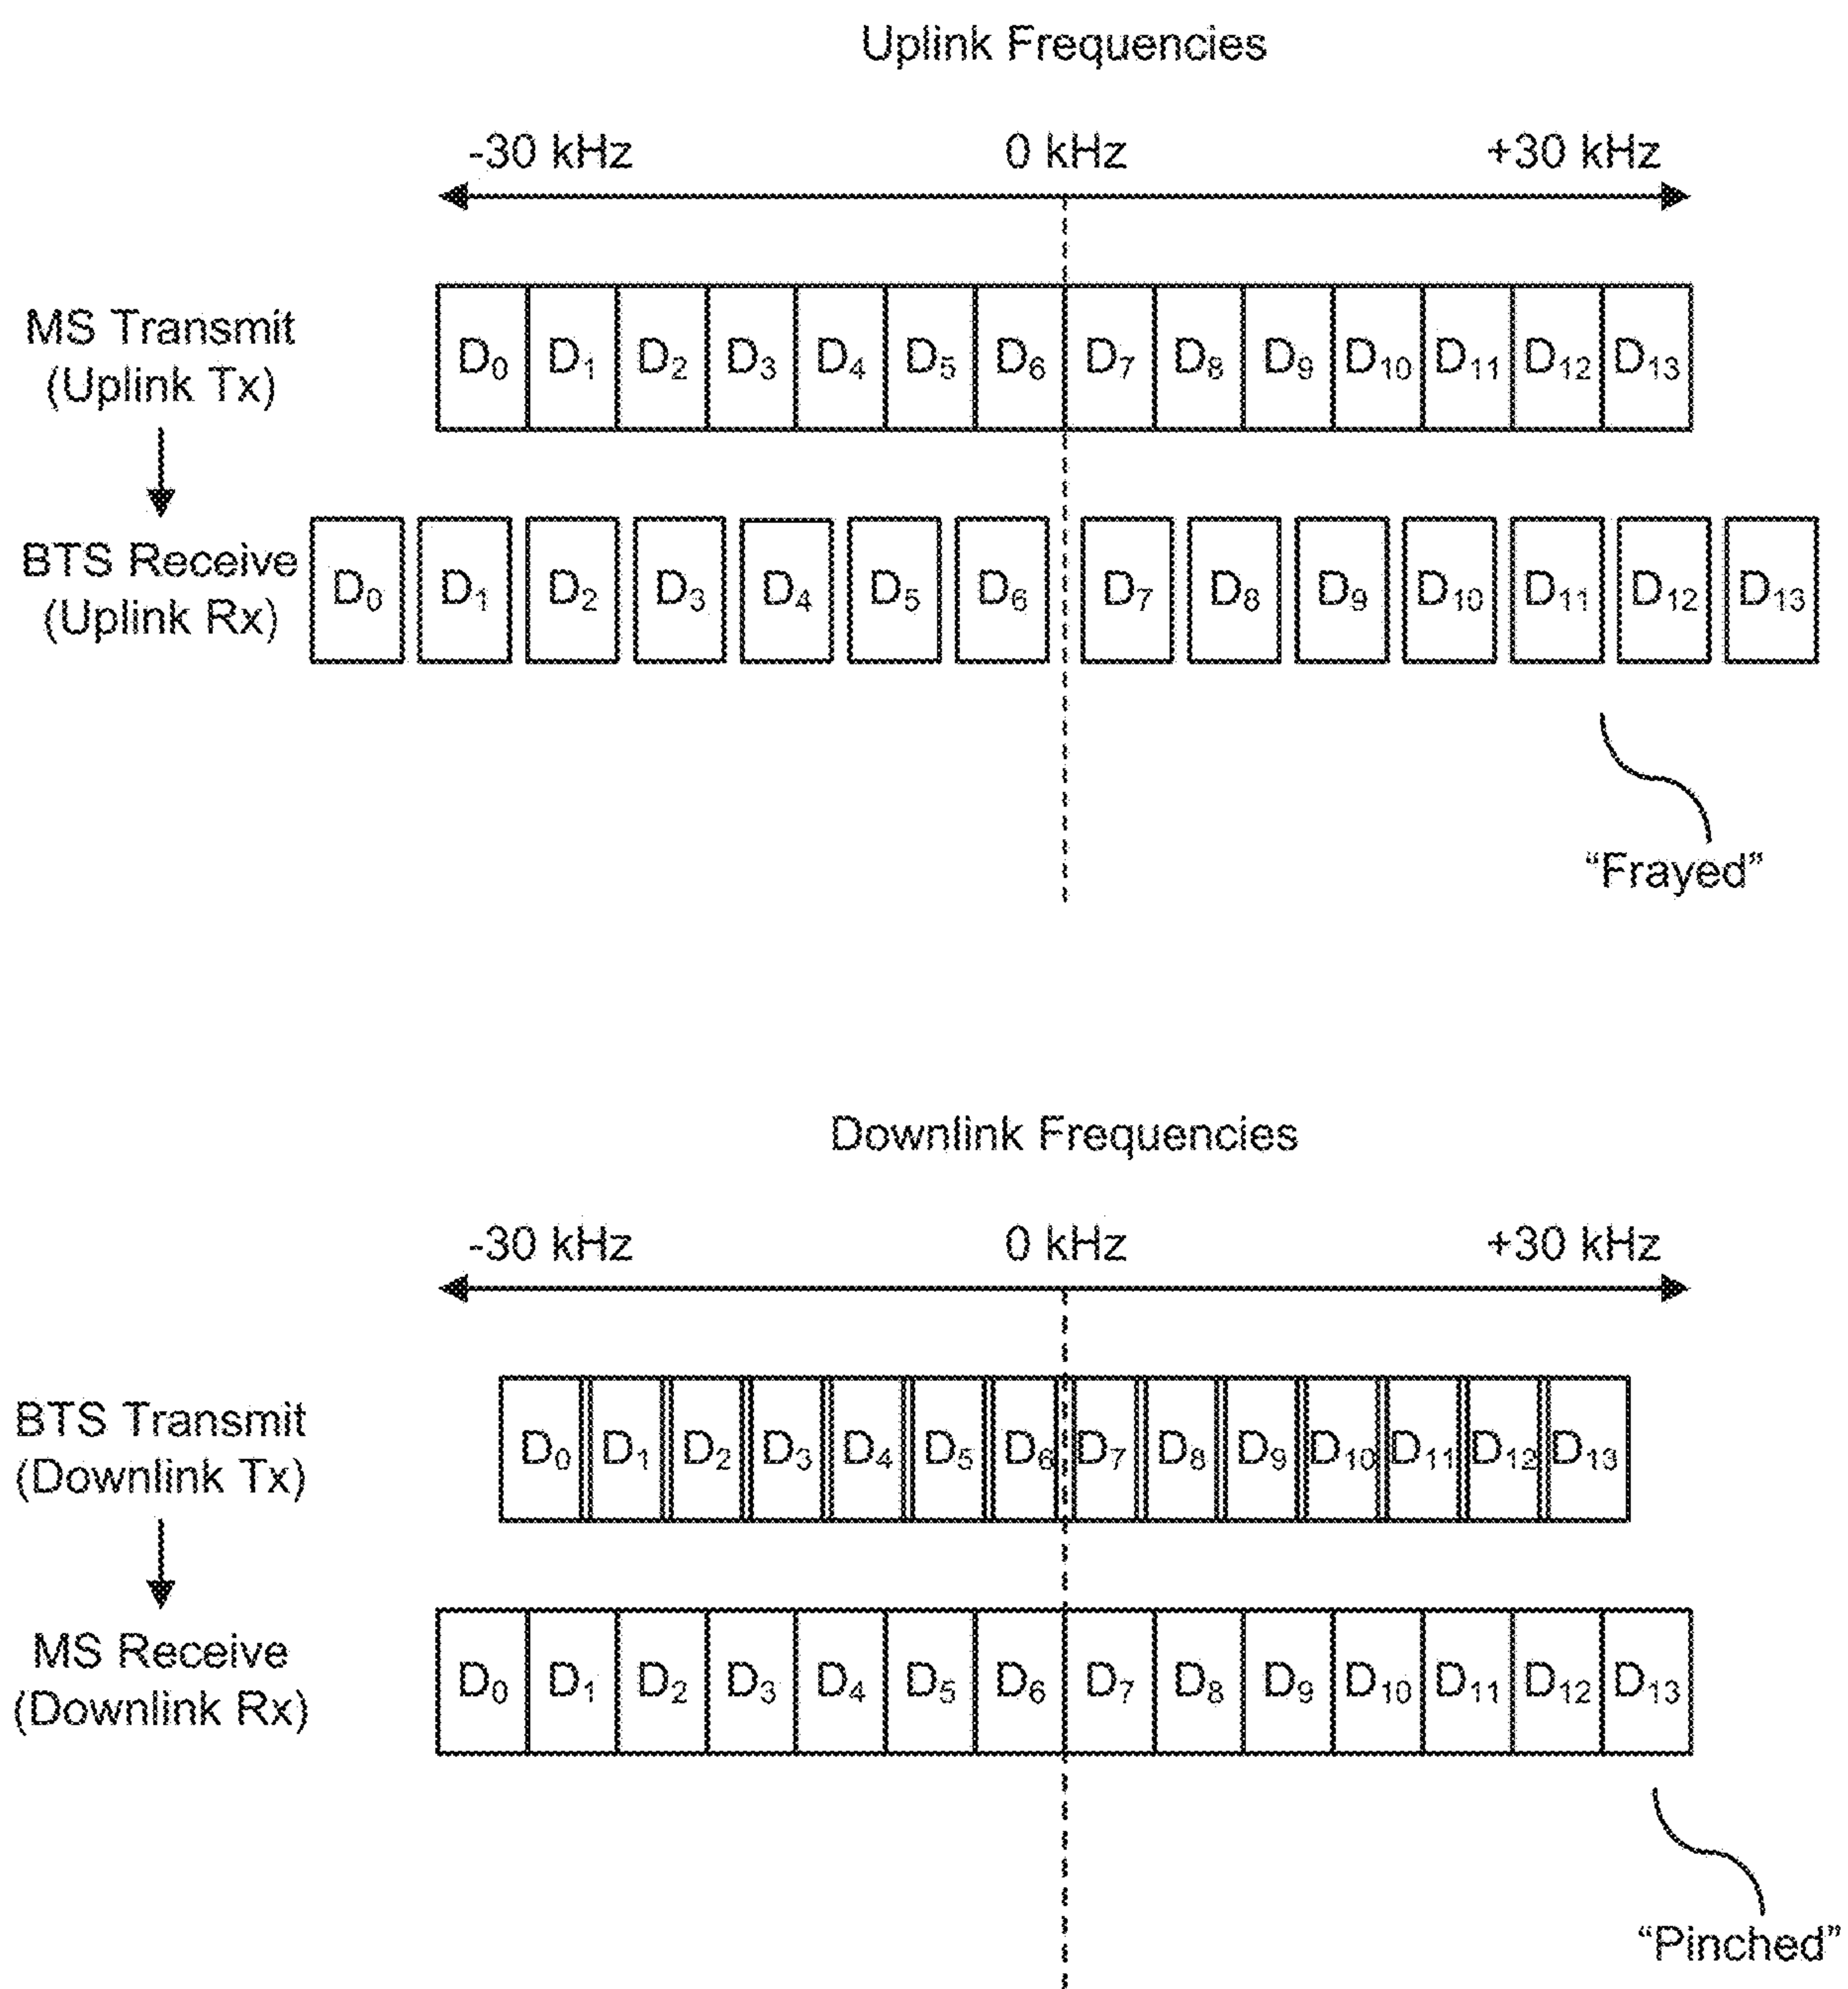 Uplink Frequencies
-30 kHz 0 kHz +30 kHz
MS Transmit
(Uplink Tx)
D0 D1 D2 D3 D4 D5 D6 D7 D8 D9 D10 D11 D12 D13
BTS Receive
(Uplink Rx)
D0 D1 D2 D3 D4 D5 D6 D7 D8 D9 D10 D11 D12 D13
“Frayed”
Downlink Frequencies
-30 kHz 0 kHz +30 kHz
BTS Transmit
(Downlink Tx)
D0 D1 D2 D3 D4 D5 D6 D7 D8 D9 D10 D11 D12 D13
MS Receive
(Downlink Rx)
D0 D1 D2 D3 D4 D5 D6 D7 D8 D9 D10 D11 D12 D13
“Pinched”